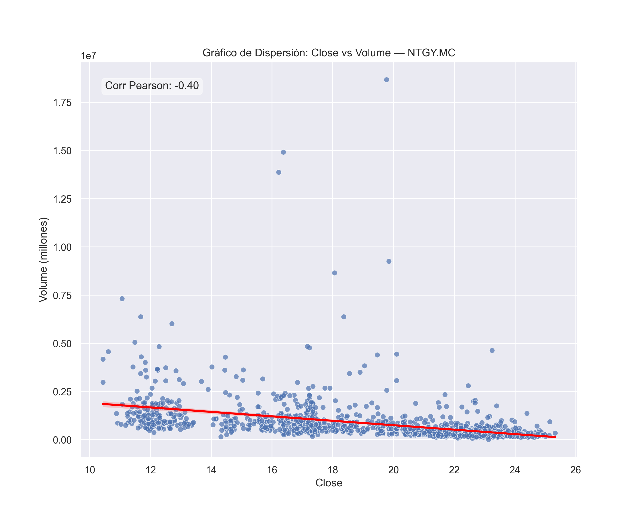 Gráfico de Dispersión: Close vs Volume — NTGY.MC
1e7
Corr Pearson: -0.40
1.75
1.50
1.25
1.00
0.75
0.50
0.25
0.00
Volume (millones)
10 12 14 16 18 20 22 24 26
Close